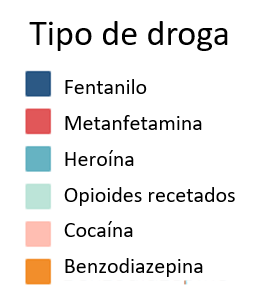 Tipo de droga
Fentanilo
Metanfetamina
Heroína
Opioides recetados
Cocaína
Benzodiazepina